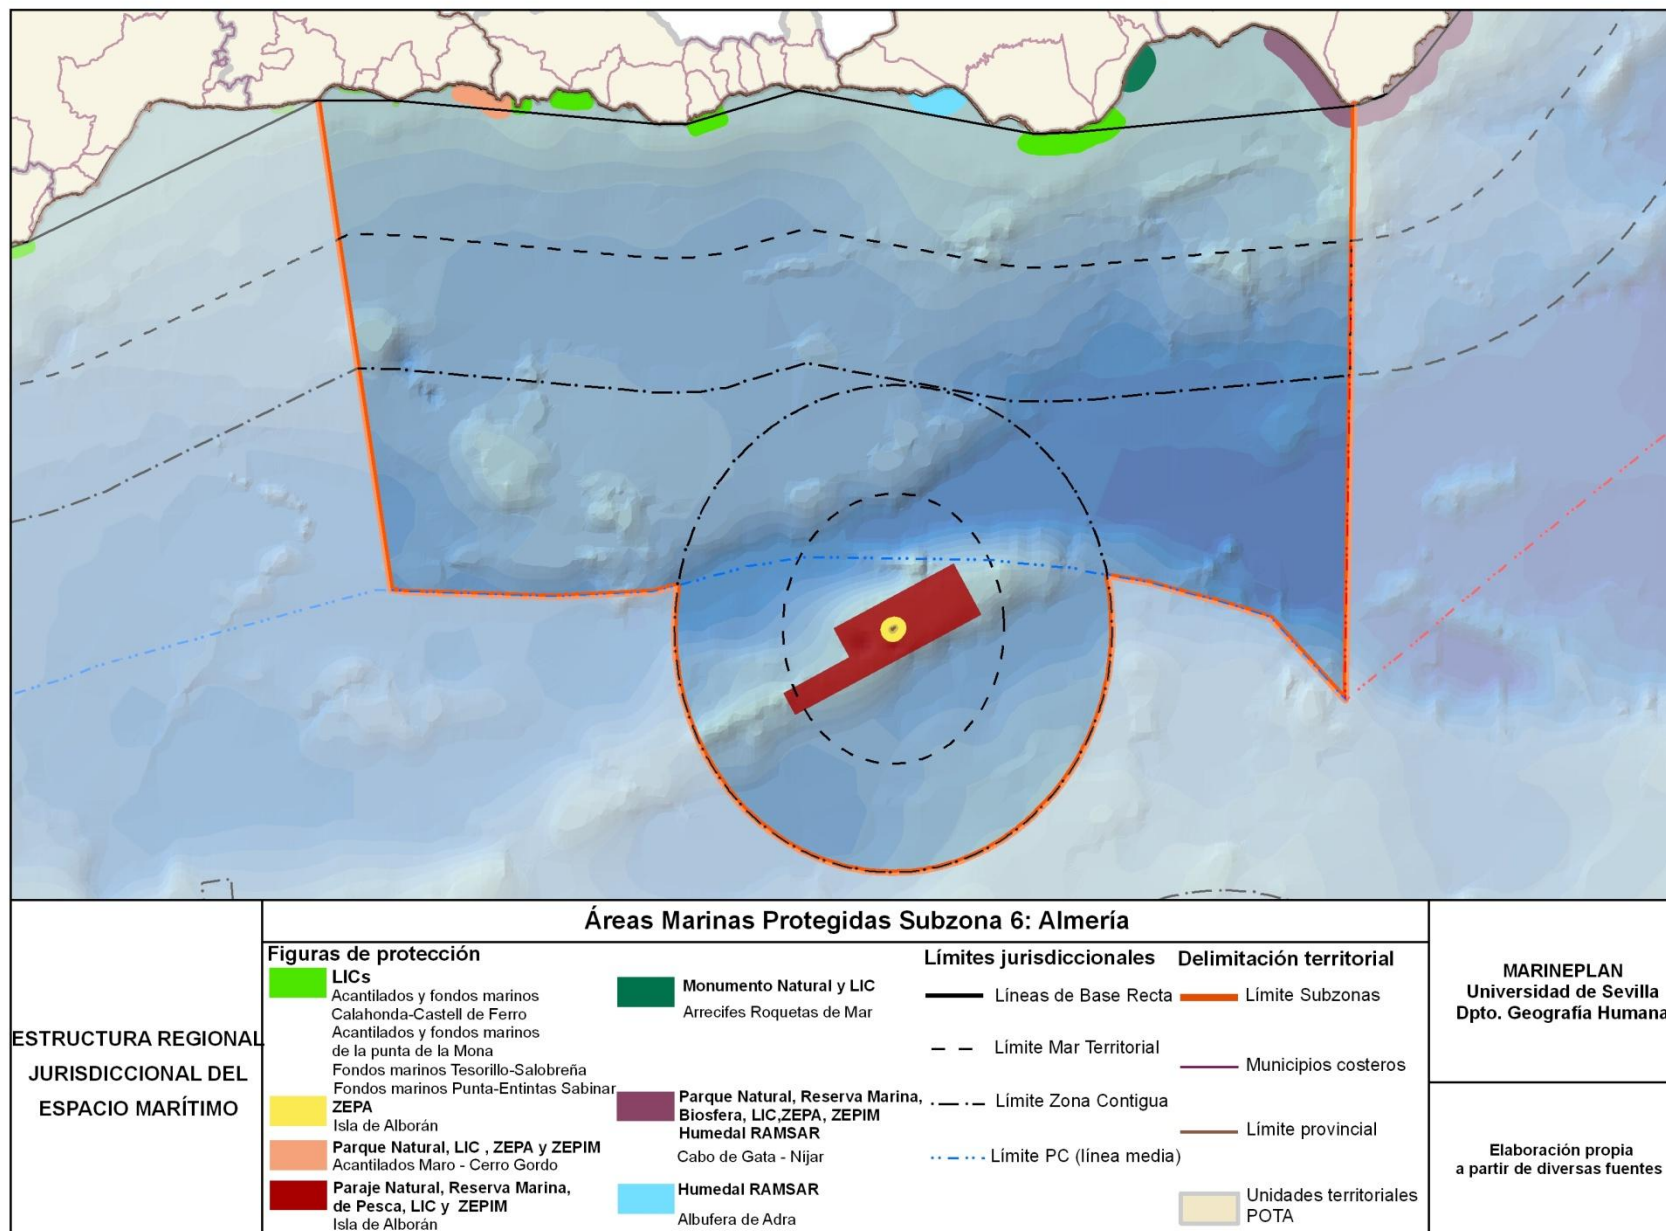 Áreas Marinas Protegidas Subzona 6: Almería
ESTRUCTURA REGIONAL
JURISDICCIONAL DEL
ESPACIO MARÍTIMO
Figuras de protección
LICs
Acantilados y fondos marinos
Calahonda-Castell de Ferro
Acantilados y fondos marinos
de la punta de la Mona
Fondos marinos Tesorillo-Salobreña
Fondos marinos Punta-Entintas Sabinar
ZEPA
Isla de Alborán
Parque Natural, LIC , ZEPA y ZEPIM
Acantilados Maro - Cerro Gordo
Paraje Natural, Reserva Marina,
de Pesca, LIC y ZEPIM
Isla de Alborán
Monumento Natural y LIC
Arrecifes Roquetas de Mar
Parque Natural, Reserva Marina,
Biosfera, LIC,ZEPA, ZEPIM
Humedal RAMSAR
Cabo de Gata - Nijar
Humedal RAMSAR
Albufera de Adra
Límites jurisdiccionales
Líneas de Base Recta
Límite Mar Territorial
Límite Zona Contigua
Límite PC (línea media)
Delimitación territorial
Límite Subzonas
Municipios costeros
Límite provincial
Unidades territoriales
POTA
MARINEPLAN
Universidad de Sevilla
Dpto. Geografía Humana
Elaboración propia
a partir de diversas fuentes